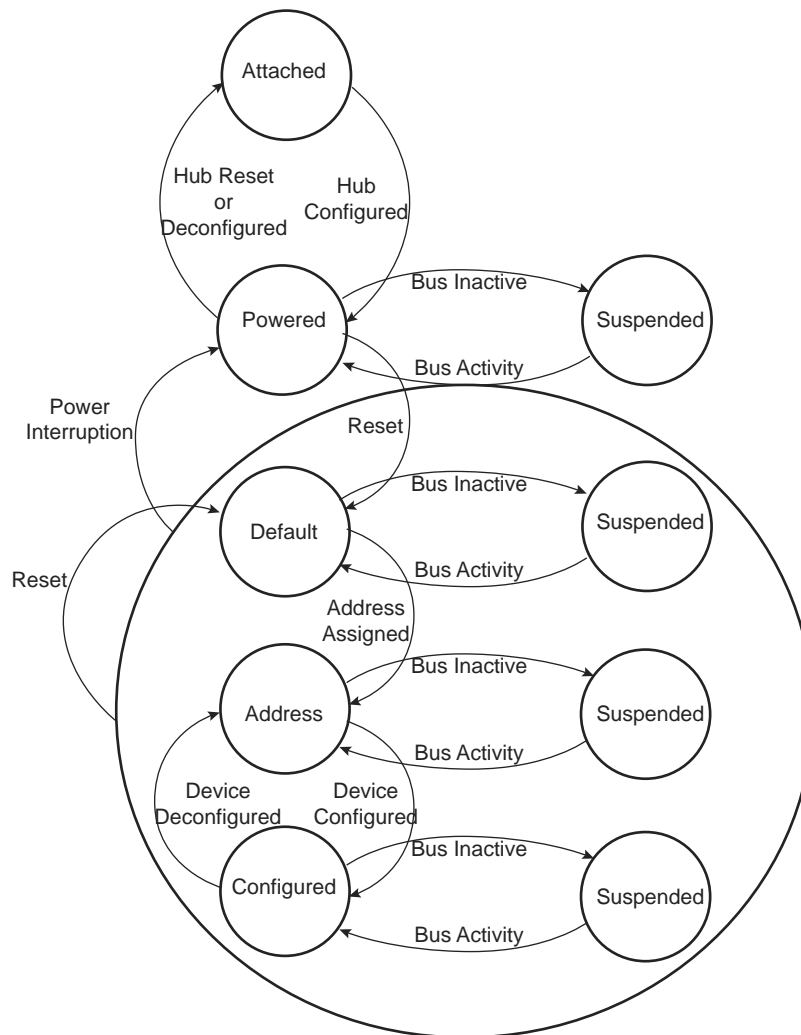 Attached
Hub Reset
or
Deconfigured
Hub
Configured
Powered
Bus Inactive
Suspended
Bus Activity
Power
Interruption
Reset
Default
Bus Inactive
Suspended
Bus Activity
Reset
Address
Assigned
Address
Bus Inactive
Suspended
Bus Activity
Device
Deconfigured
Device
Configured
Configured
Bus Inactive
Suspended
Bus Activity